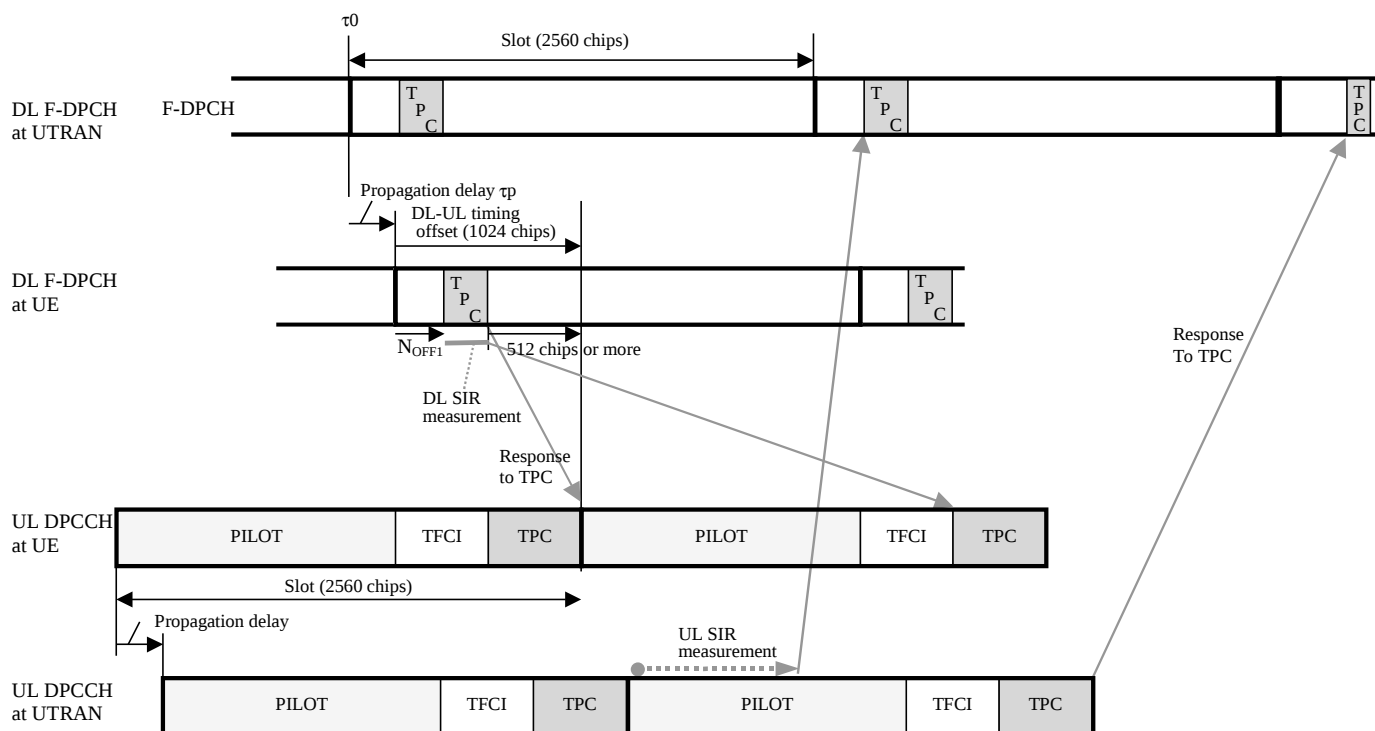 τ0
Slot (2560 chips)
DL F-DPCH
at UTRAN
F-DPCH
T
P
C
T
P
C
T
P
C
Propagation delay τp
DL-UL timing
offset (1024 chips)
DL F-DPCH
at UE
T
P
C
T
P
C
NOFF1
512 chips or more
DL SIR
measurement
Response
To TPC
Response
to TPC
UL DPCCH
at UE
PILOT
TFCI
TPC
PILOT
TFCI
TPC
Slot (2560 chips)
Propagation delay
UL SIR
measurement
UL DPCCH
at UTRAN
PILOT
TFCI
TPC
PILOT
TFCI
TPC